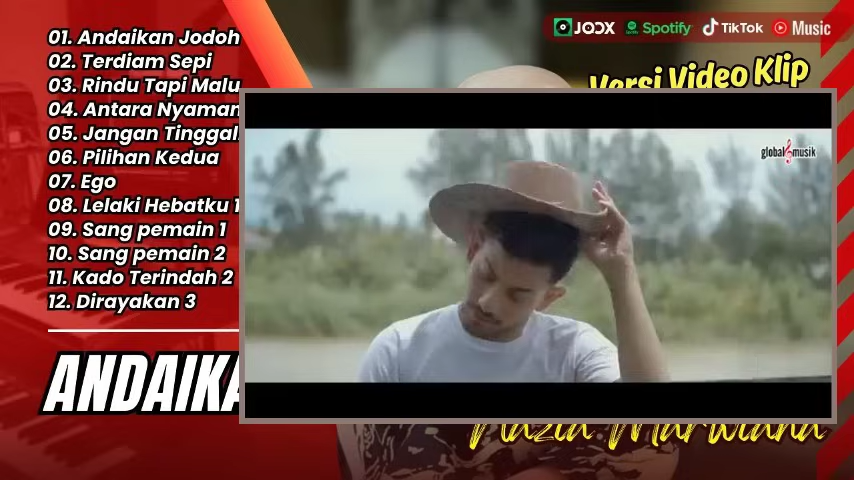 01. Andaikan Jodoh
02. Terdiam Sepi
03. Rindu Tapi Malu
04. Antara Nyaman
05. Jangan Tinggal
06. Pilihan Kedua
07. Ego
08. Lelaki Hebatku 1
09. Sang pemain 1
10. Sang pemain 2
11. Kado Terindah 2
12. Dirayakan 3
ANDAIKA
JOOX Spotify TikTok Music
Versi Video Klip
global musik
Nazia Marwiana